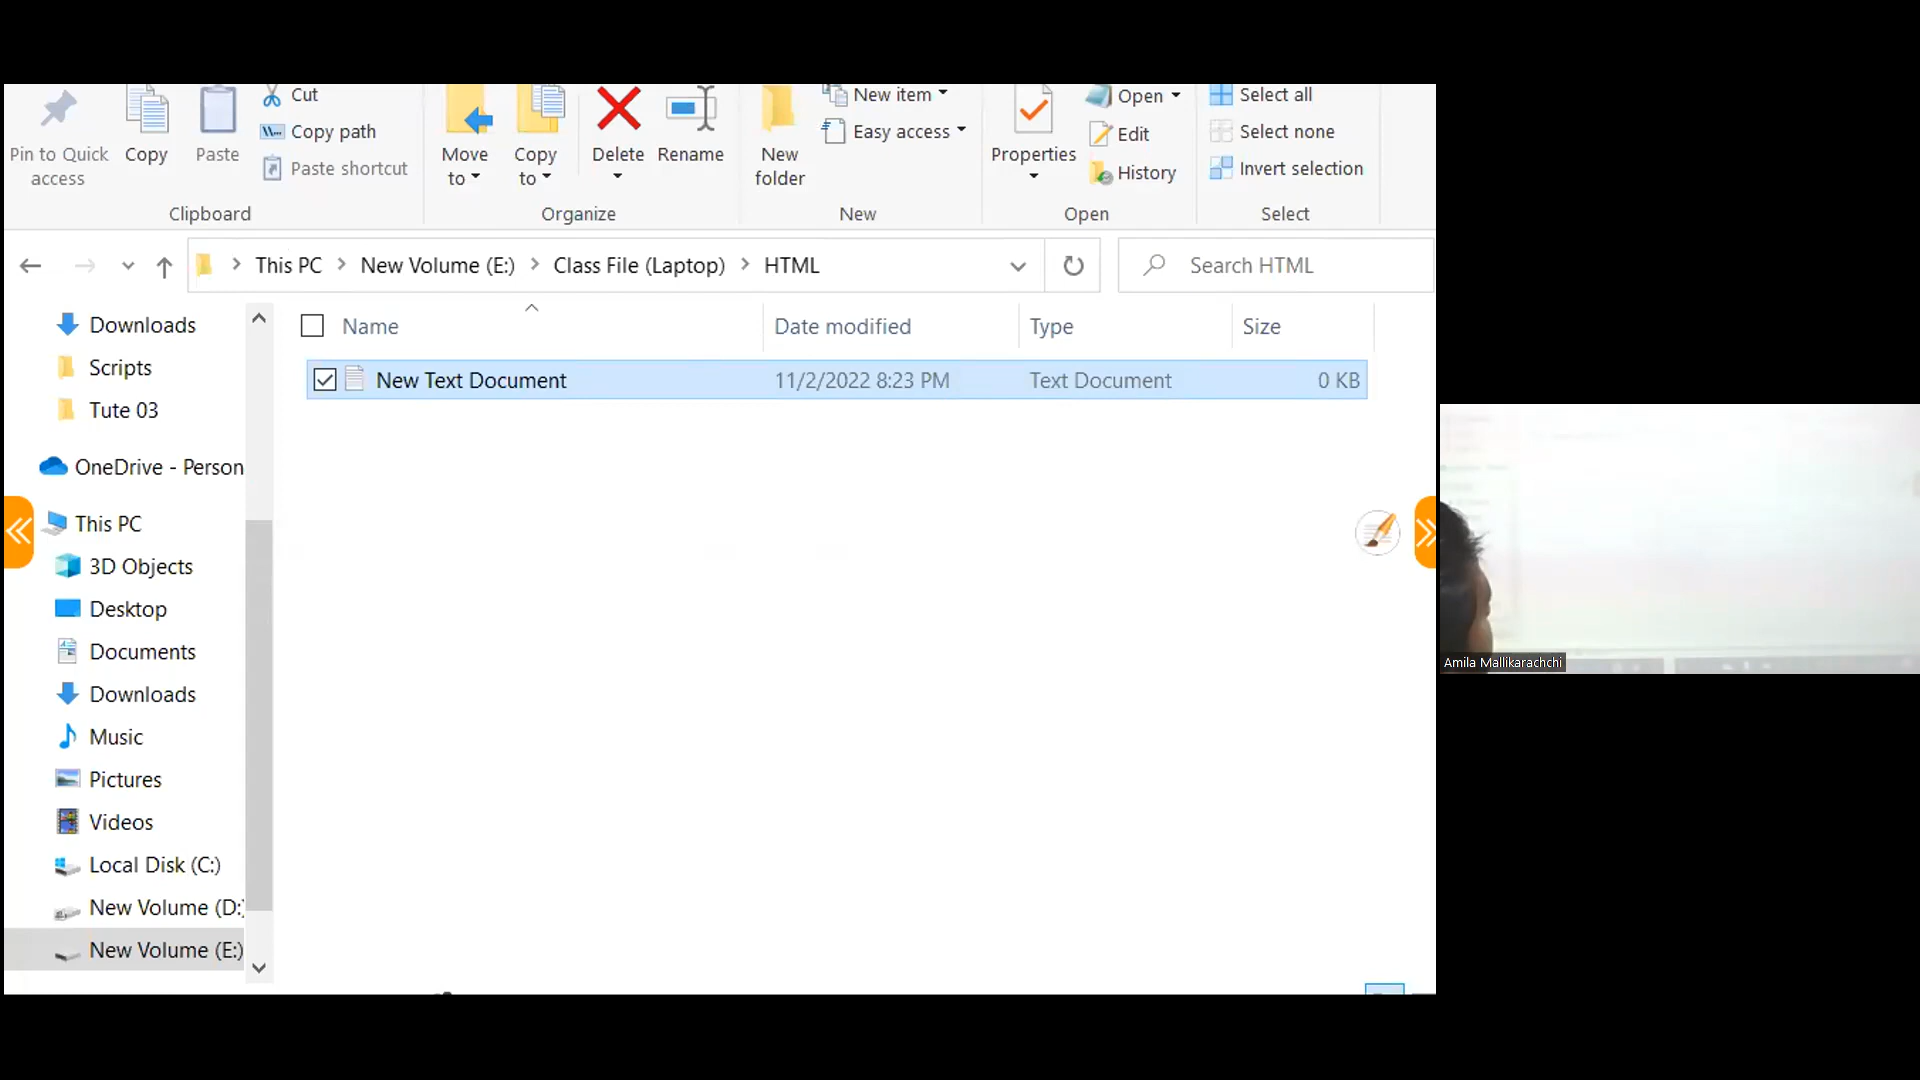 Cut
New item
Open
Select all
Copy path
Easy access
Edit
Select none
Pin to Quick access
Copy
Paste
Paste shortcut
Move to
Copy to
Delete
Rename
New folder
Properties
History
Invert selection
Clipboard
Organize
New
Open
Select
This PC
New Volume (E:)
Class File (Laptop)
HTML
Search HTML
Name
Date modified
Type
Size
New Text Document
11/2/2022 8:23 PM
Text Document
0 KB
Downloads
Scripts
Tute 03
OneDrive - Person
This PC
3D Objects
Desktop
Documents
Downloads
Music
Pictures
Videos
Local Disk (C:)
New Volume (D:)
New Volume (E:)
Amila Mallikarachchi